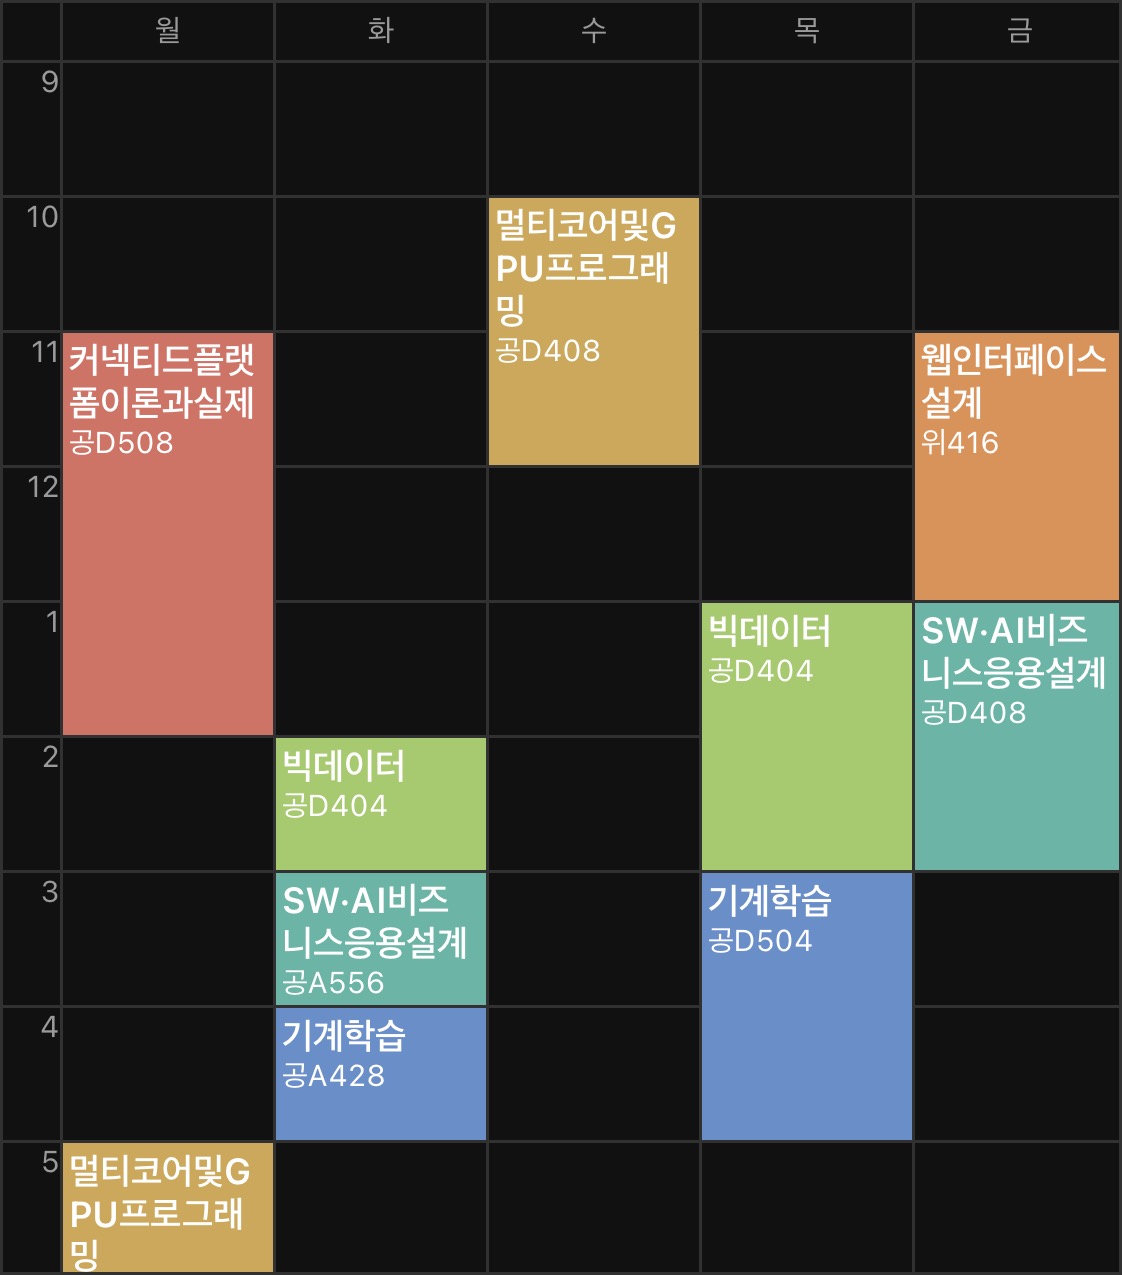 월 화 수 목 금
9
10
멀티코어및G
PU프로그래
밍
공D408
11
커넥티드플랫
폼이론과실제
공D508
웹인터페이스
설계
위416
12
1
빅데이터
공D404
SW·AI비즈
니스응용설계
공D408
2
빅데이터
공D404
3
SW·AI비즈
니스응용설계
공A556
기계학습
공D504
4
기계학습
공A428
5
멀티코어및G
PU프로그래
밍